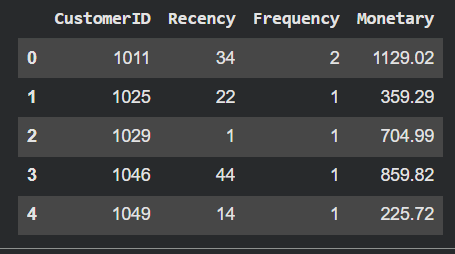 CustomerID Recency Frequency Monetary
0 1011 34 2 1129.02
1 1025 22 1 359.29
2 1029 1 1 704.99
3 1046 44 1 859.82
4 1049 14 1 225.72